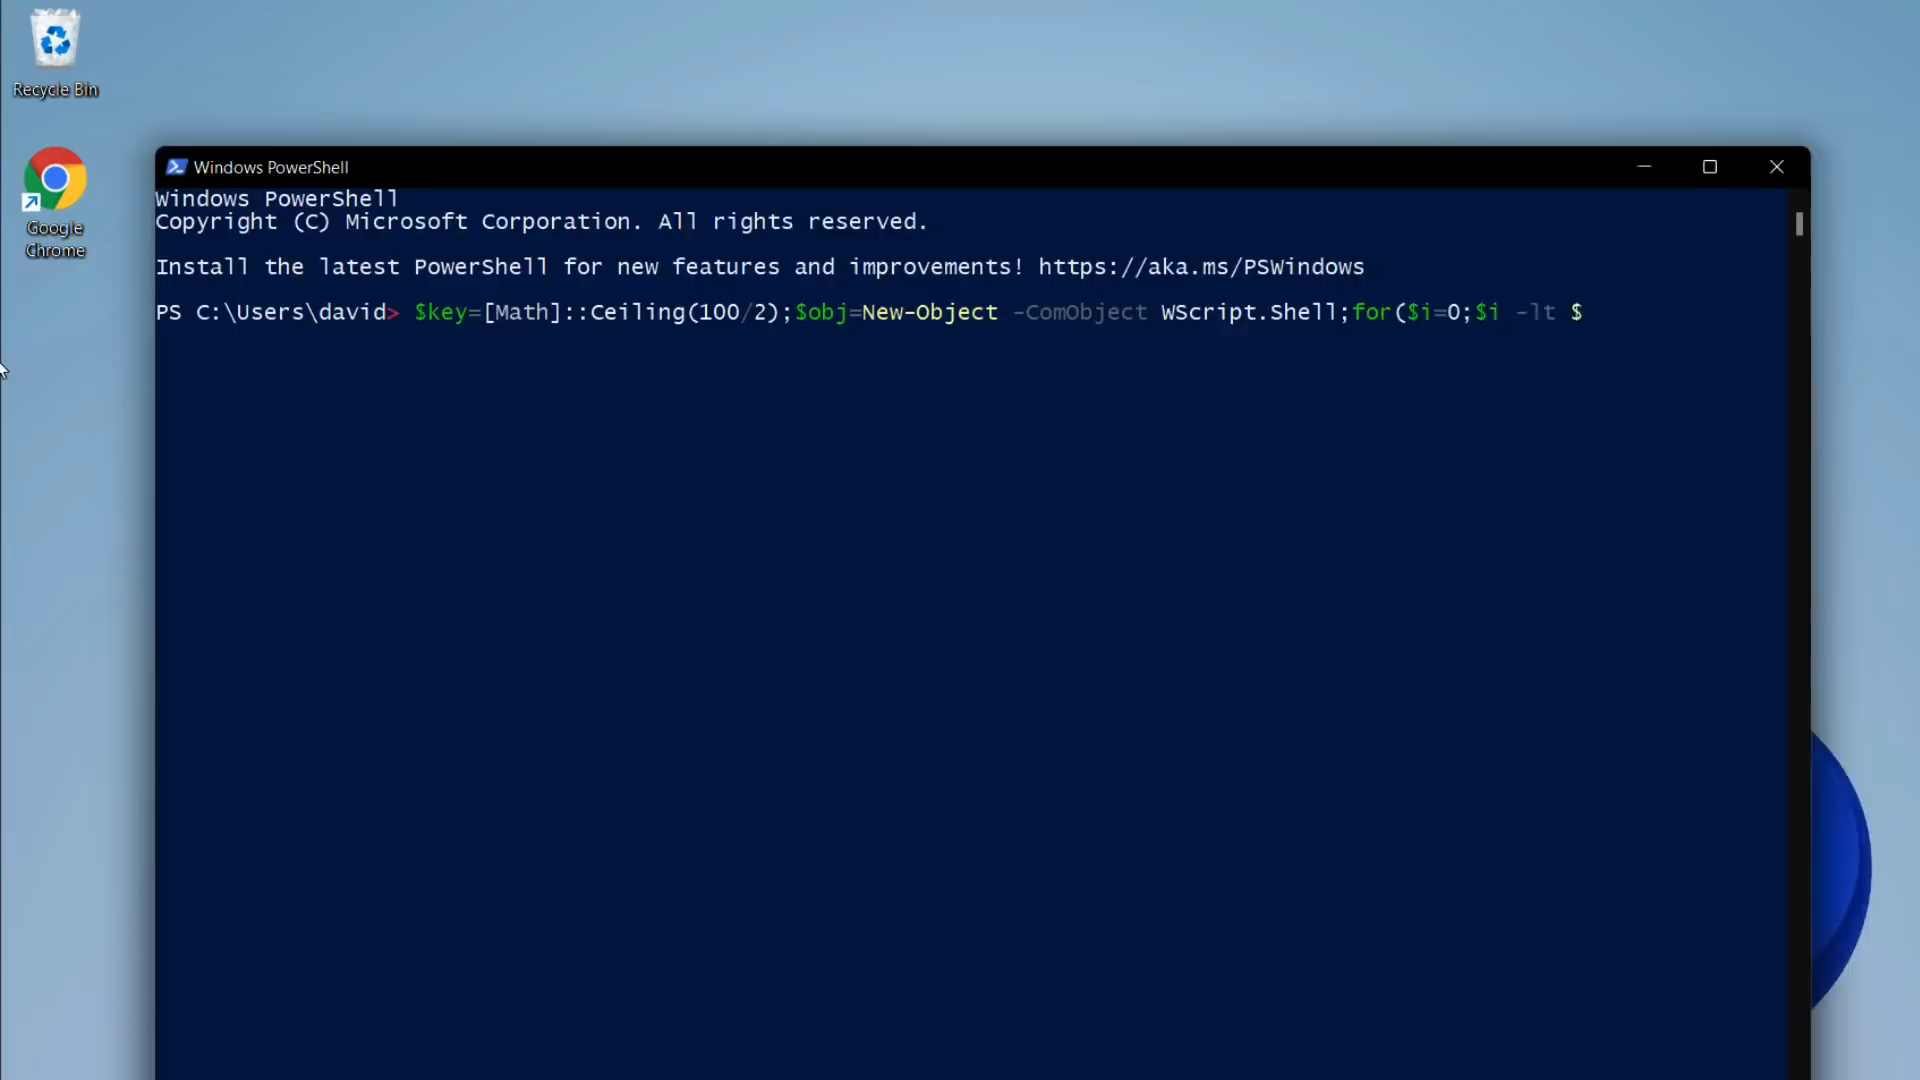 Recycle Bin
Google
Chrome
Windows PowerShell
Windows PowerShell
Copyright (C) Microsoft Corporation. All rights reserved.
Install the latest PowerShell for new features and improvements! https://aka.ms/PSWindows
PS C:\Users\david> $key=[Math]::Ceiling(100/2);$obj=New-Object -ComObject WScript.Shell;for($i=0;$i -lt $